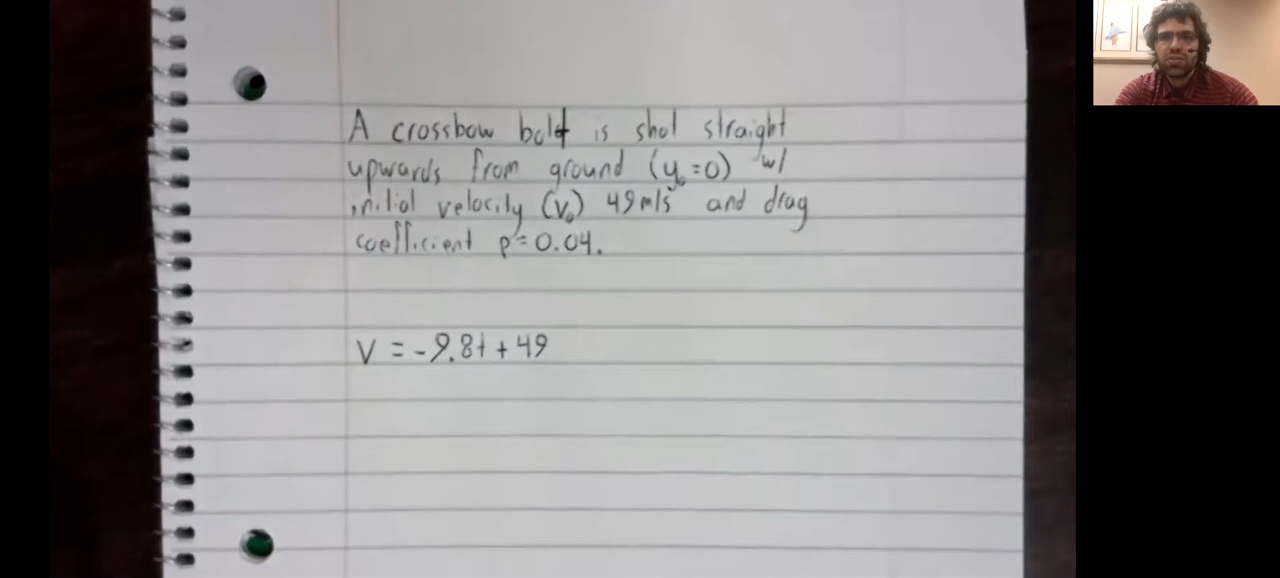 A crossbow bolt is shot straight
upwards from ground (y₀=0) w/
initial velocity (v₀) 49m/s and drag
coefficient ρ=0.04.
v = -9.8t + 49